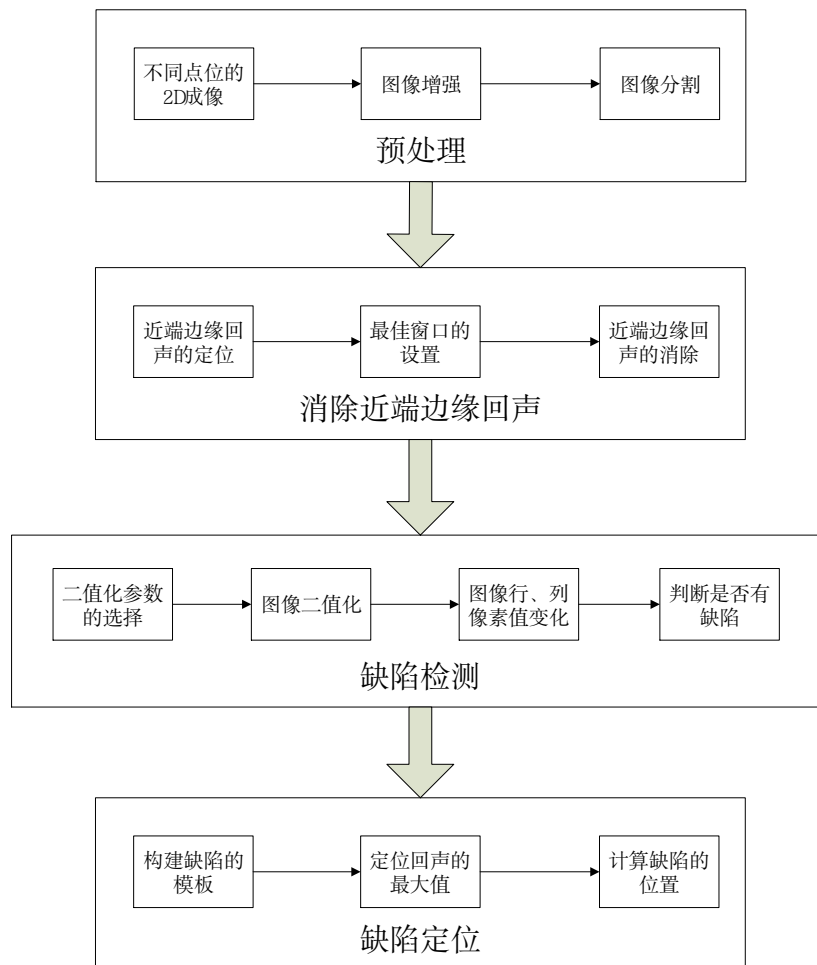 不同点位的
2D成像
图像增强
图像分割
预处理
近端边缘回
声的定位
最佳窗口的
设置
近端边缘回
声的消除
消除近端边缘回声
二值化参数
的选择
图像二值化
图像行、列
像素值变化
判断是否有
缺陷
缺陷检测
构建缺陷的
模板
定位回声的
最大值
计算缺陷的
位置
缺陷定位